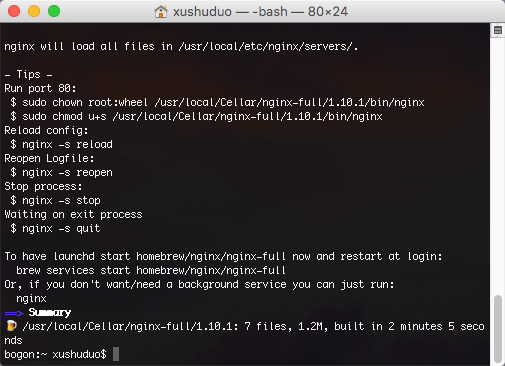 xushuduo — -bash — 80×24
nginx will load all files in /usr/local/etc/nginx/servers/.
- Tips -
Run port 80:
$ sudo chown root:wheel /usr/local/Cellar/nginx-full/1.10.1/bin/nginx
$ sudo chmod u+s /usr/local/Cellar/nginx-full/1.10.1/bin/nginx
Reload config:
$ nginx -s reload
Reopen Logfile:
$ nginx -s reopen
Stop process:
$ nginx -s stop
Waiting on exit process
$ nginx -s quit
To have launchd start homebrew/nginx/nginx-full now and restart at login:
brew services start homebrew/nginx/nginx-full
Or, if you don't want/need a background service you can just run:
nginx
==> Summary
🍺 /usr/local/Cellar/nginx-full/1.10.1: 7 files, 1.2M, built in 2 minutes 5 seco
nds
bogon:~ xushuduo$